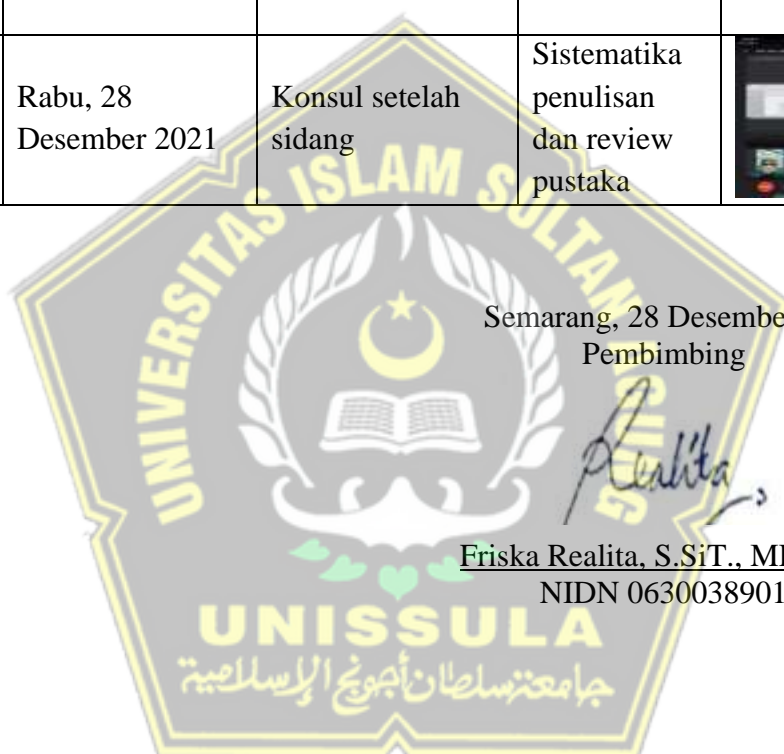 Rabu, 28
Desember 2021
Konsul setelah
sidang
Sistematika
penulisan
dan review
pustaka
UNIVERSITAS ISLAM SULTAN AGUNG
Semarang, 28 Desembe
Pembimbing
Realita
Friska Realita, S.SiT., M
NIDN 0630038901
UNISSULA
جامعة سلطان أجونج الإسلامية